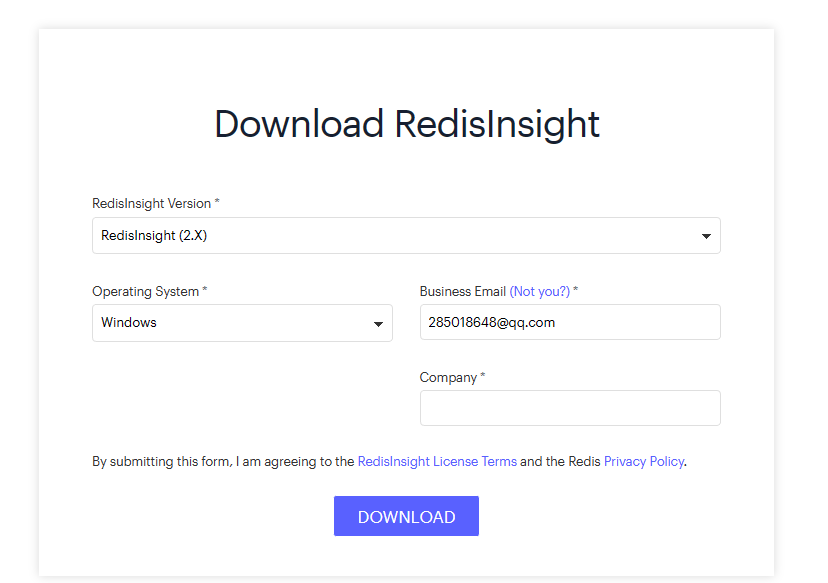 Download RedisInsight
RedisInsight Version *
RedisInsight (2.X)
Operating System *
Windows
Business Email (Not you?) *
285018648@qq.com
Company *
By submitting this form, I am agreeing to the RedisInsight License Terms and the Redis Privacy Policy.
DOWNLOAD